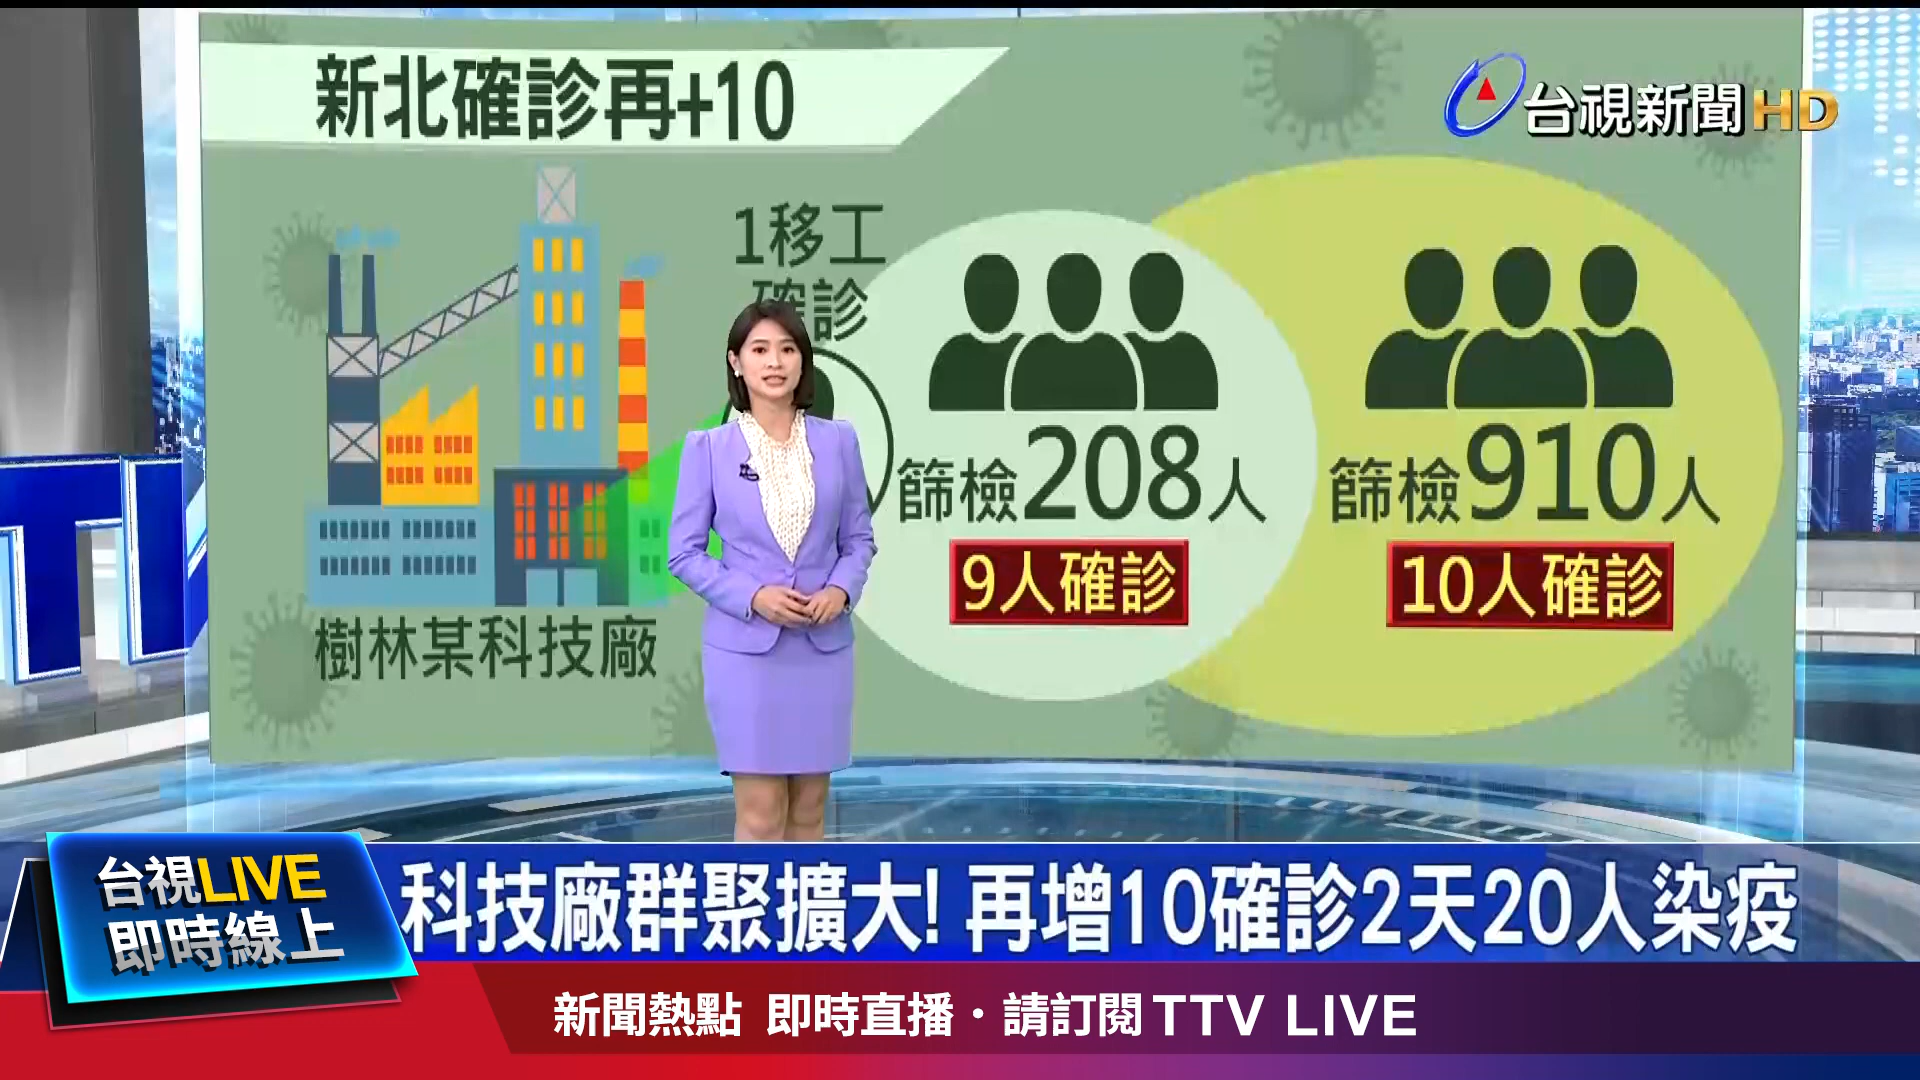 新北確診再+10
台視新聞HD
1移工
確診
篩檢208人
9人確診
篩檢910人
10人確診
樹林某科技廠
台視LIVE
即時線上
科技廠群聚擴大! 再增10確診2天20人染疫
新聞熱點 即時直播・請訂閱TTV LIVE